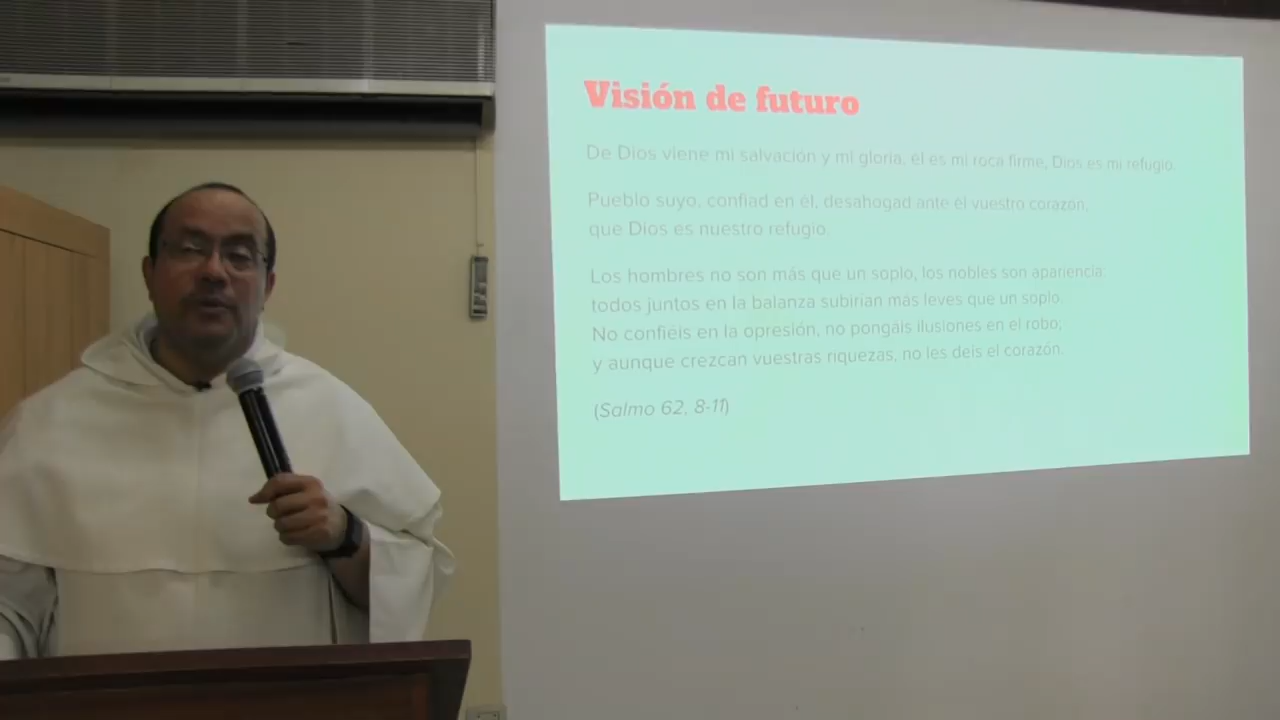 Visión de futuro
De Dios viene mi salvación y mi gloria, él es mi roca firme, Dios es mi refugio.
Pueblo suyo, confiad en él, desahogad ante él vuestro corazón,
que Dios es nuestro refugio.
Los hombres no son más que un soplo, los nobles son apariencia:
todos juntos en la balanza subirían más leves que un soplo.
No confiéis en la opresión, no pongáis ilusiones en el robo;
y aunque crezcan vuestras riquezas, no les deis el corazón.
(Salmo 62, 8-11)